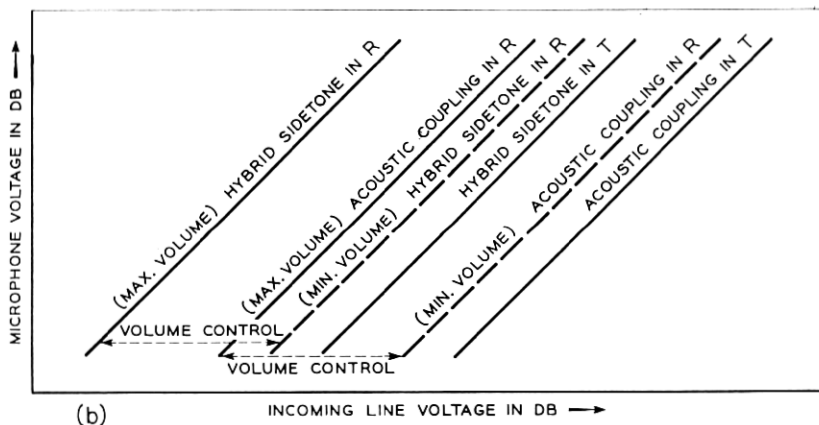 MICROPHONE VOLTAGE IN DB
(MAX. VOLUME) HYBRID SIDETONE IN R
(MAX. VOLUME) ACOUSTIC COUPLING IN R
(MIN. VOLUME) HYBRID SIDETONE IN R
HYBRID SIDETONE IN T
(MIN. VOLUME) ACOUSTIC COUPLING IN R
ACOUSTIC COUPLING IN T
VOLUME CONTROL
VOLUME CONTROL
(b)
INCOMING LINE VOLTAGE IN DB